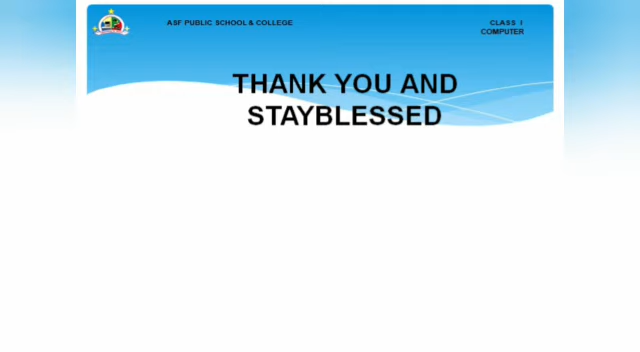 ASF PUBLIC SCHOOL & COLLEGE
CLASS I
COMPUTER
THANK YOU AND
STAYBLESSED